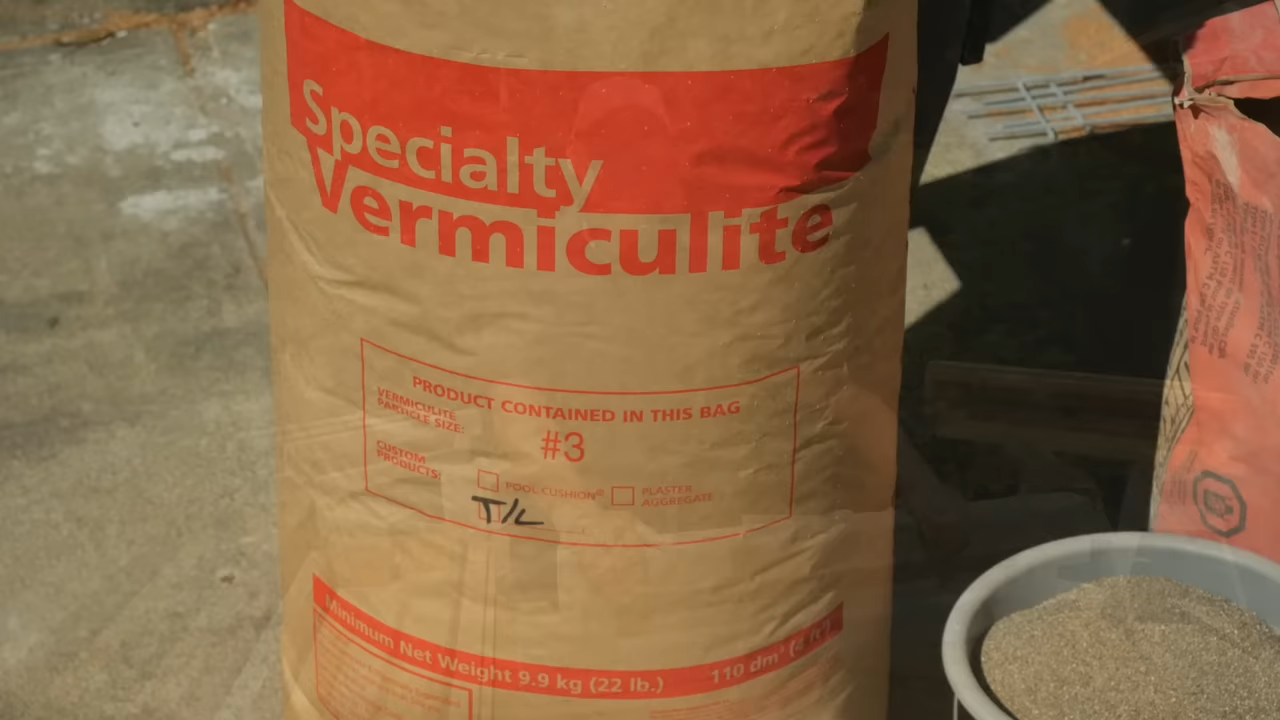 Specialty
Vermiculite
PRODUCT CONTAINED IN THIS BAG
VERMICULITE
PARTICLE SIZE:
#3
CUSTOM
PRODUCTS:
POOL CUSHION®
PLASTER
AGGREGATE
T/L
Minimum Net Weight 9.9 kg (22 lb.)
110 dm³ (4 ft³)